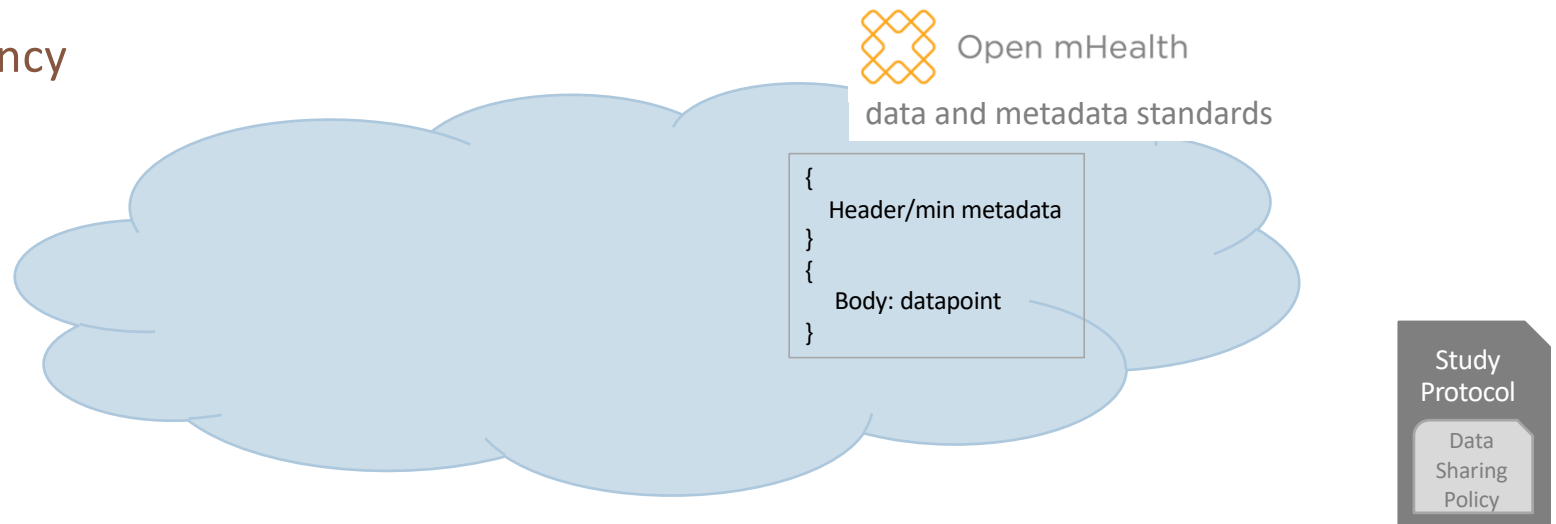 ncy
Open mHealth
data and metadata standards
{
Header/min metadata
}
{
Body: datapoint
}
Study
Protocol
Data
Sharing
Policy